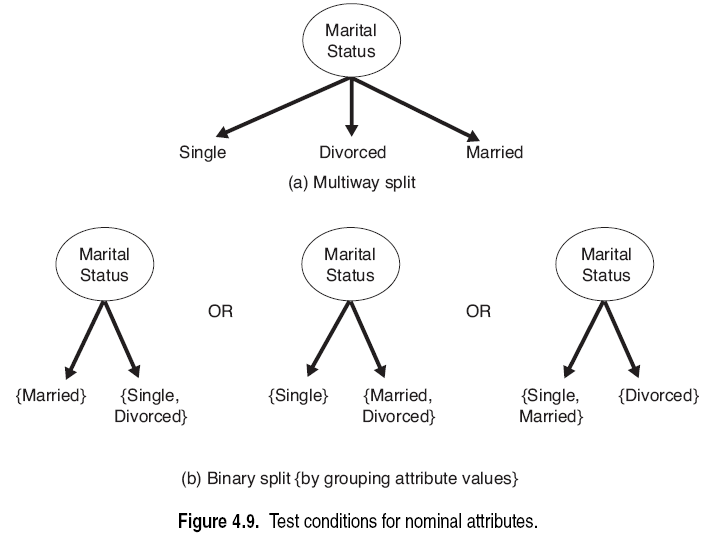 Marital
Status
Single Divorced Married
(a) Multiway split
Marital
Status
Marital
Status
Marital
Status
OR
OR
{Married}
{Single,
Divorced}
{Single}
{Married,
Divorced}
{Single,
Married}
{Divorced}
(b) Binary split {by grouping attribute values}
Figure 4.9. Test conditions for nominal attributes.